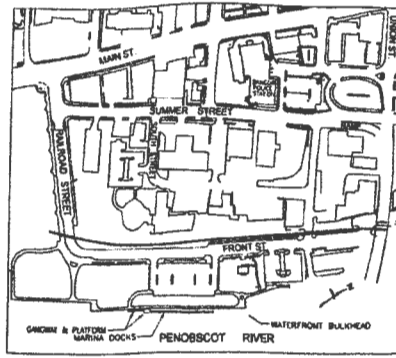 MAIN ST.
UNION ST.
BANGOR
POLICE
STATION
SUMMER STREET
RAILROAD STREET
FRONT ST.
GANGWAY & PLATFORM
MARINA DOCKS
PENOBSCOT RIVER
WATERFRONT BULKHEAD